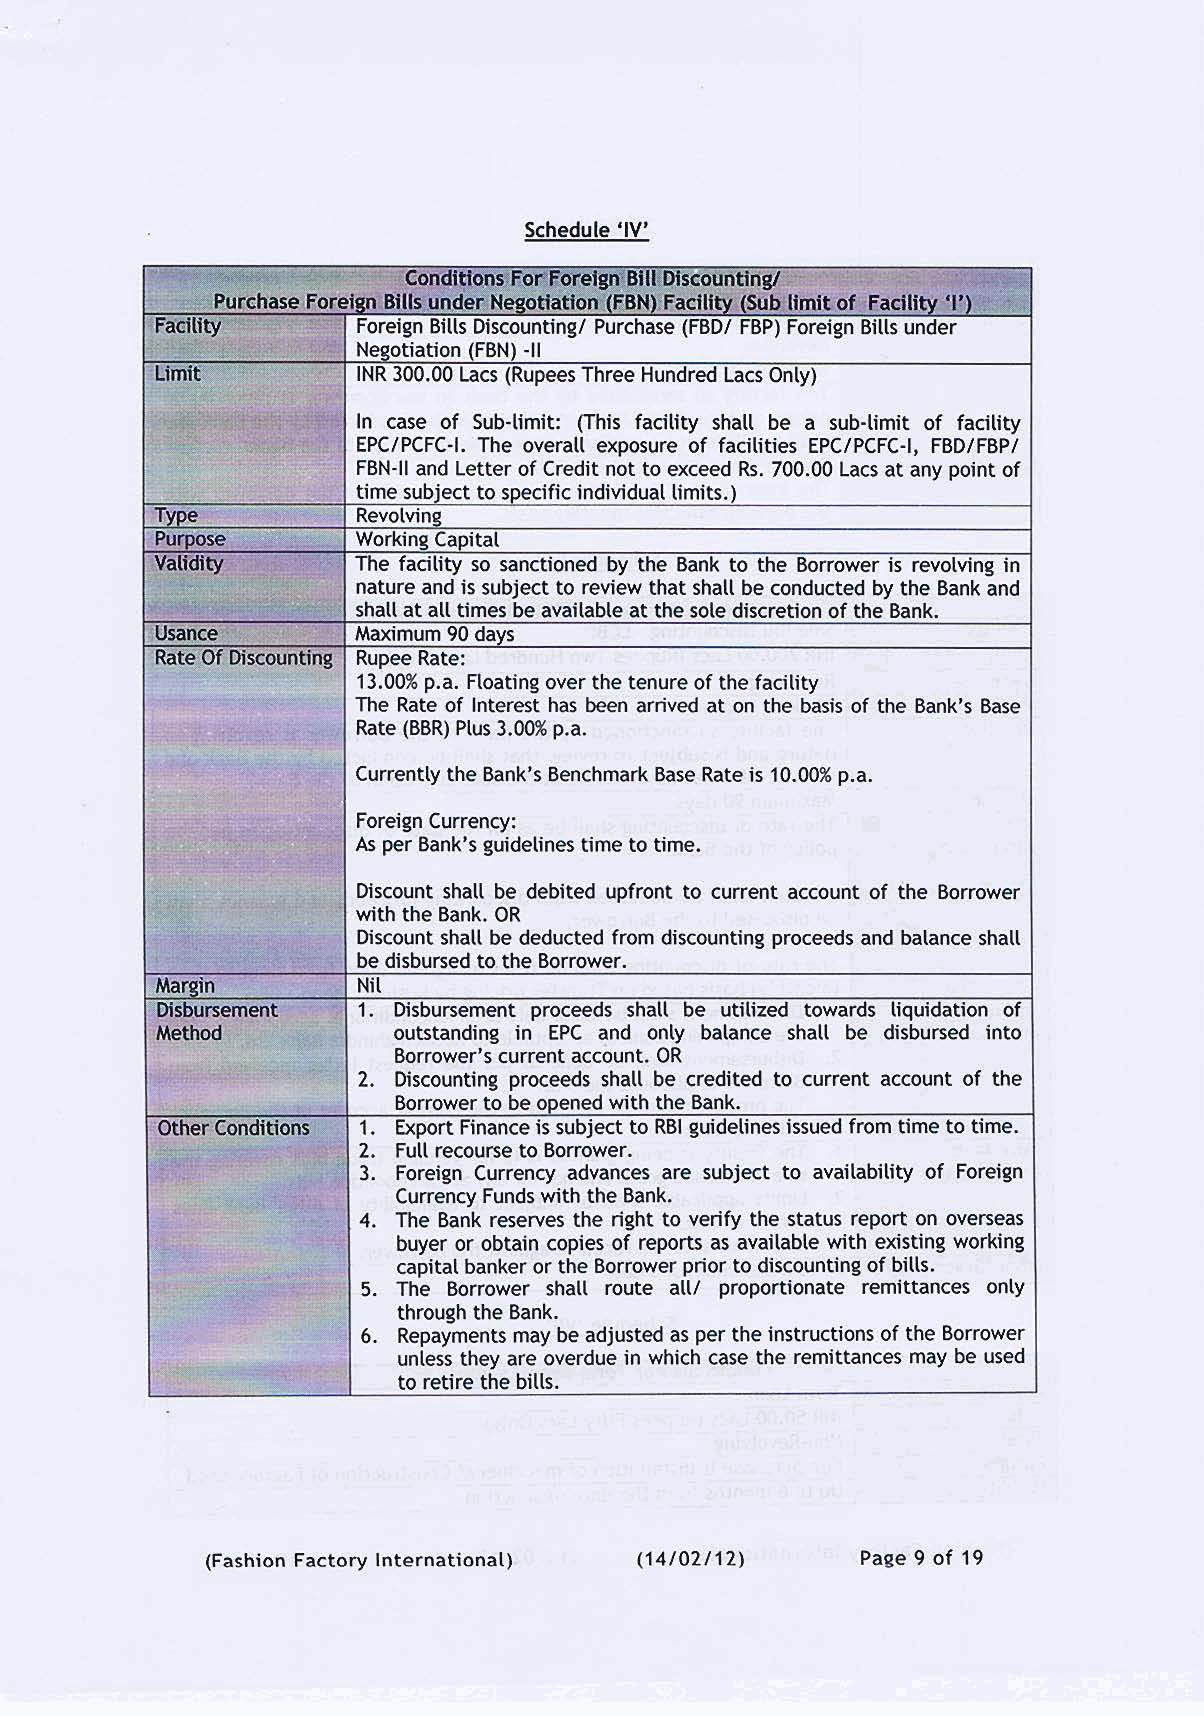 Schedule ‘IV’
Conditions For Foreign Bill Discounting/
Purchase Foreign Bills under Negotiation (FBN) Facility (Sub limit of Facility ‘I’)
Facility
Foreign Bills Discounting/ Purchase (FBD/ FBP) Foreign Bills under
Negotiation (FBN) -II
Limit
INR 300.00 Lacs (Rupees Three Hundred Lacs Only)
In case of Sub-limit: (This facility shall be a sub-limit of facility
EPC/PCFC-I. The overall exposure of facilities EPC/PCFC-I, FBD/FBP/
FBN-II and Letter of Credit not to exceed Rs. 700.00 Lacs at any point of
time subject to specific individual limits.)
Type
Revolving
Purpose
Working Capital
Validity
The facility so sanctioned by the Bank to the Borrower is revolving in
nature and is subject to review that shall be conducted by the Bank and
shall at all times be available at the sole discretion of the Bank.
Usance
Maximum 90 days
Rate Of Discounting
Rupee Rate:
13.00% p.a. Floating over the tenure of the facility
The Rate of Interest has been arrived at on the basis of the Bank’s Base
Rate (BBR) Plus 3.00% p.a.
Currently the Bank’s Benchmark Base Rate is 10.00% p.a.
Foreign Currency:
As per Bank’s guidelines time to time.
Discount shall be debited upfront to current account of the Borrower
with the Bank. OR
Discount shall be deducted from discounting proceeds and balance shall
be disbursed to the Borrower.
Margin
Nil
Disbursement
Method
1. Disbursement proceeds shall be utilized towards liquidation of
outstanding in EPC and only balance shall be disbursed into
Borrower’s current account. OR
2. Discounting proceeds shall be credited to current account of the
Borrower to be opened with the Bank.
Other Conditions
1. Export Finance is subject to RBI guidelines issued from time to time.
2. Full recourse to Borrower.
3. Foreign Currency advances are subject to availability of Foreign
Currency Funds with the Bank.
4. The Bank reserves the right to verify the status report on overseas
buyer or obtain copies of reports as available with existing working
capital banker or the Borrower prior to discounting of bills.
5. The Borrower shall route all/ proportionate remittances only
through the Bank.
6. Repayments may be adjusted as per the instructions of the Borrower
unless they are overdue in which case the remittances may be used
to retire the bills.
(Fashion Factory International) (14/02/12) Page 9 of 19